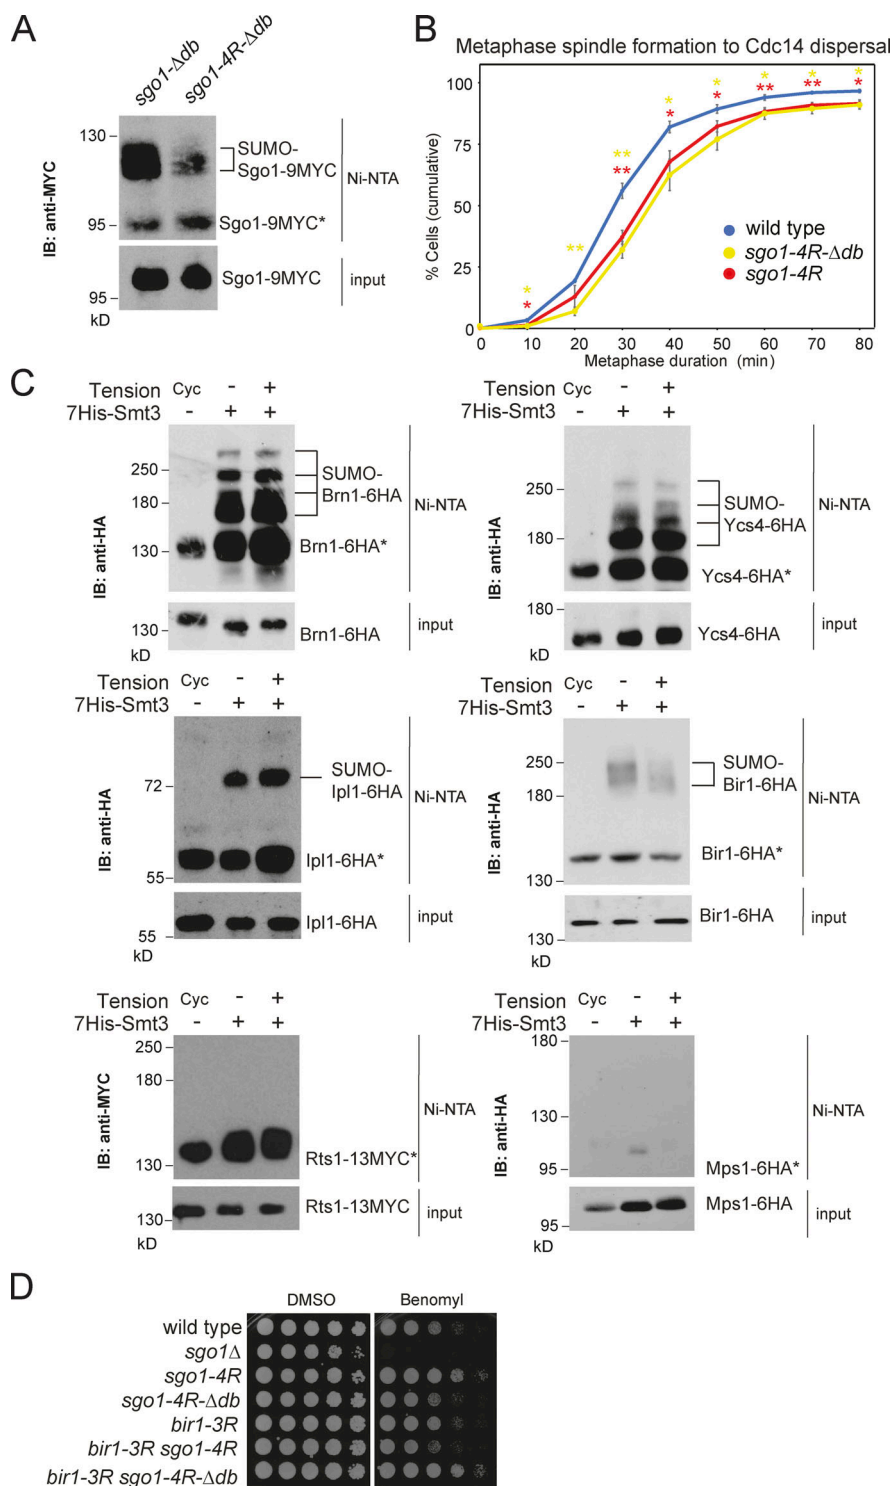 A
sgo1-Δdb
sgo1-4R-Δdb
IB: anti-MYC
130
95
SUMO-
Sgo1-9MYC
Sgo1-9MYC*
Ni-NTA
95
kD
Sgo1-9MYC
input
B
Metaphase spindle formation to Cdc14 dispersal
% Cells (cumulative)
100
75
50
25
0
* * ** ** ** * * * * * ** * ** * *
wild type
sgo1-4R-Δdb
sgo1-4R
0 10 20 30 40 50 60 70 80
Metaphase duration (min)
C
Tension Cyc - +
7His-Smt3 - + +
IB: anti-HA
250
180
130
SUMO-
Brn1-6HA
Brn1-6HA*
Ni-NTA
130
kD
Brn1-6HA
input
Tension Cyc - +
7His-Smt3 - + +
IB: anti-HA
250
180
SUMO-
Ycs4-6HA
Ycs4-6HA*
Ni-NTA
180
kD
Ycs4-6HA
input
Tension Cyc - +
7His-Smt3 - + +
IB: anti-HA
72
55
SUMO-
Ipl1-6HA
Ipl1-6HA*
Ni-NTA
55
kD
Ipl1-6HA
input
Tension Cyc - +
7His-Smt3 - + +
IB: anti-HA
250
180
130
SUMO-
Bir1-6HA
Bir1-6HA*
Ni-NTA
130
kD
Bir1-6HA
input
Tension Cyc - +
7His-Smt3 - + +
IB: anti-MYC
250
180
130
Rts1-13MYC*
Ni-NTA
130
kD
Rts1-13MYC
input
Tension Cyc - +
7His-Smt3 - + +
IB: anti-HA
180
130
95
Mps1-6HA*
Ni-NTA
95
kD
Mps1-6HA
input
D
DMSO Benomyl
wild type
sgo1Δ
sgo1-4R
sgo1-4R-Δdb
bir1-3R
bir1-3R sgo1-4R
bir1-3R sgo1-4R-Δdb